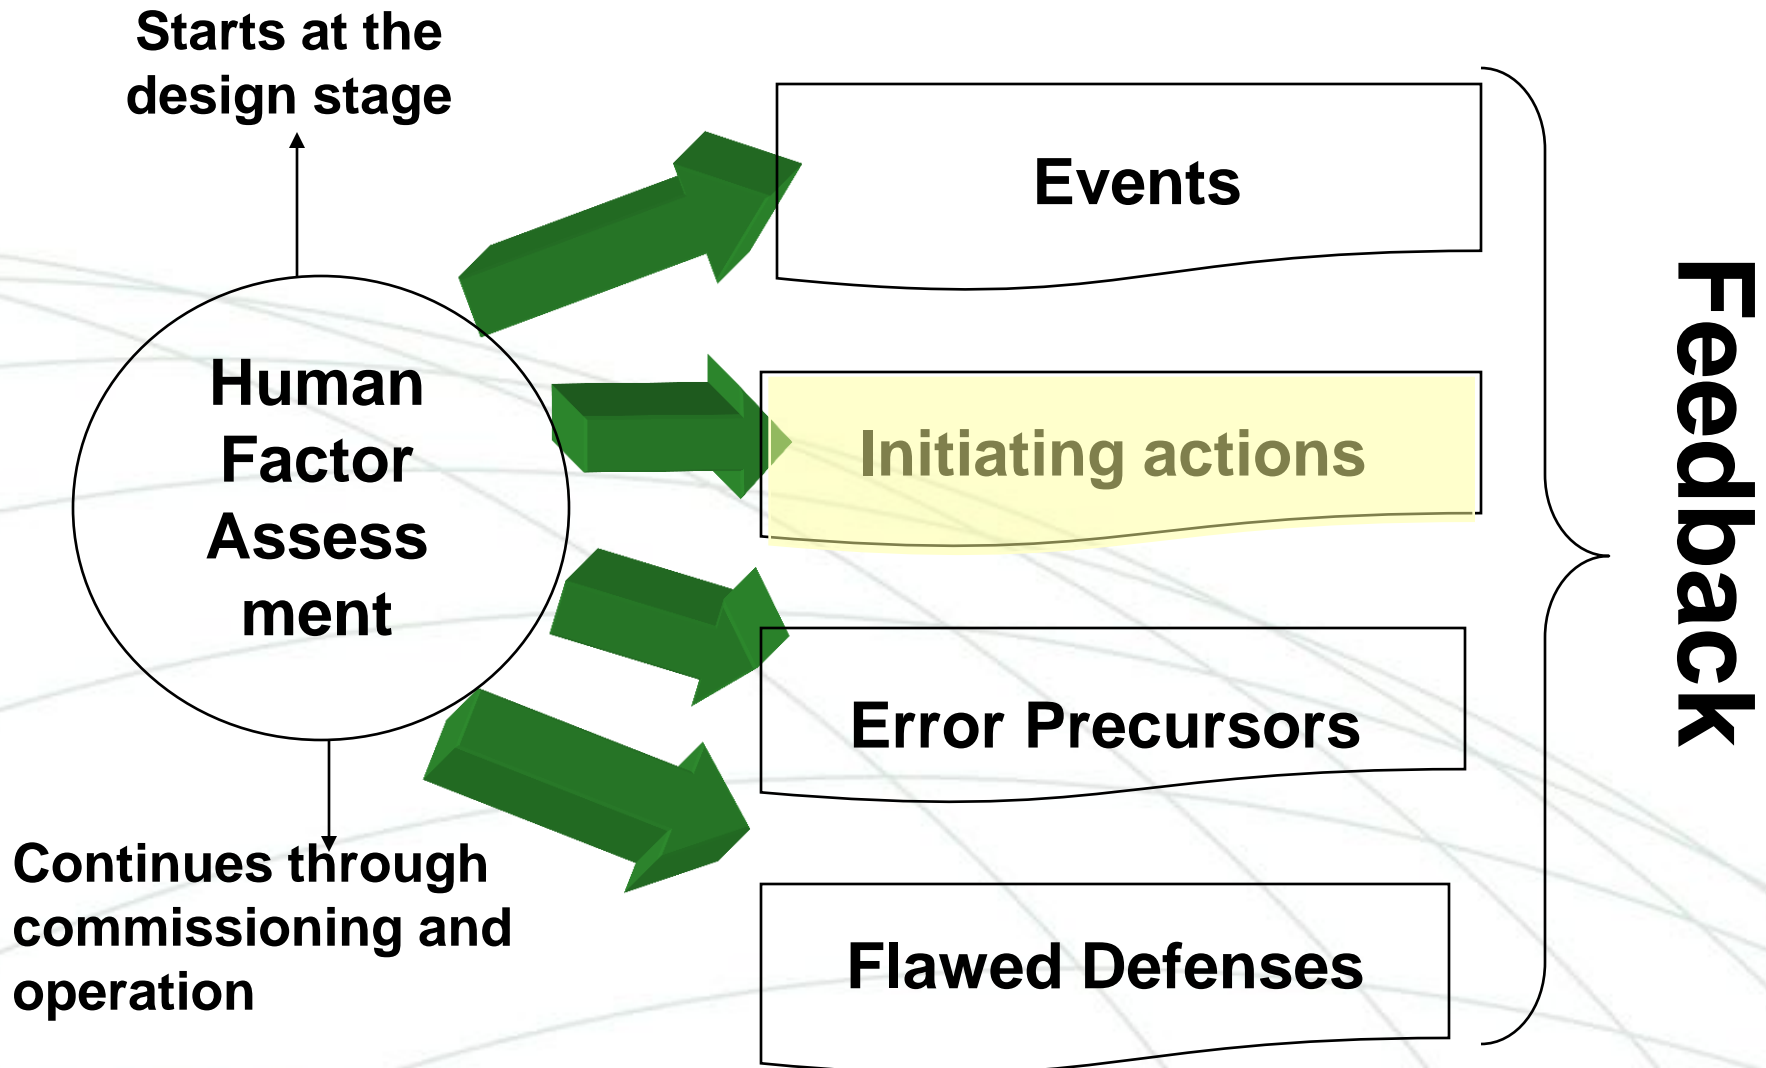 Starts at the
design stage
Human
Factor
Assess
ment
Continues through
commissioning and
operation
Events
Initiating actions
Error Precursors
Flawed Defenses
Feedback